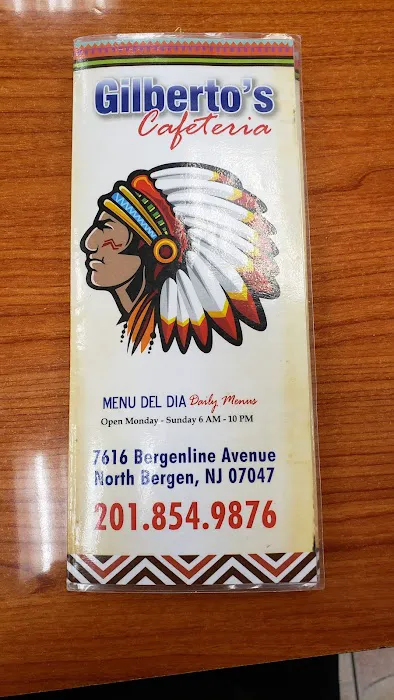 Gilberto's
Cafeteria
MENU DEL DIA Daily Menus
Open Monday - Sunday 6 AM - 10 PM
7616 Bergenline Avenue
North Bergen, NJ 07047
201.854.9876